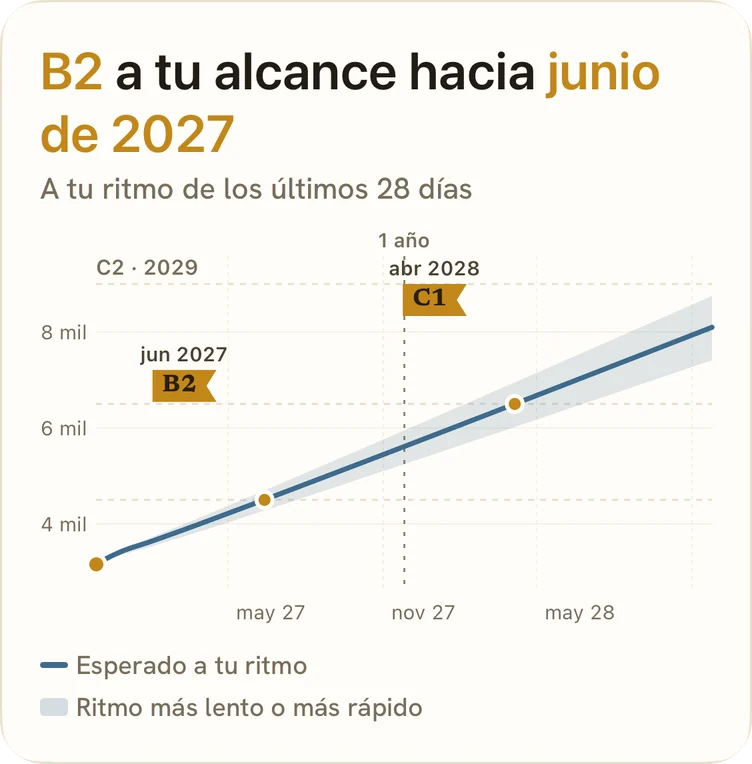 B2 a tu alcance hacia junio
de 2027
A tu ritmo de los últimos 28 días
1 año
C2 · 2029
abr 2028
C1
8 mil
jun 2027
B2
6 mil
4 mil
may 27
nov 27
may 28
Esperado a tu ritmo
Ritmo más lento o más rápido